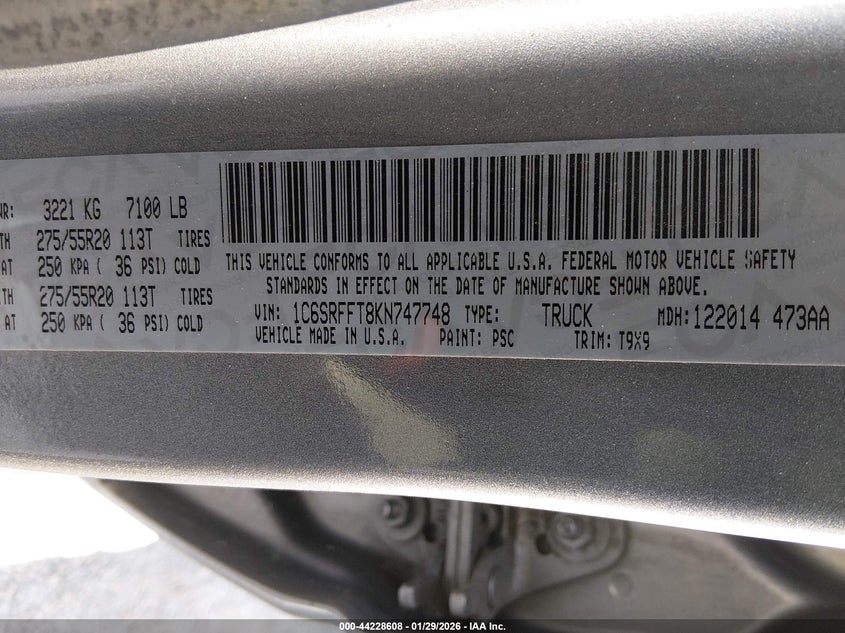 3221 KG 7100 LB
275/55R20 113T TIRES
AT 250 KPA ( 36 PSI) COLD
275/55R20 113T TIRES
AT 250 KPA ( 36 PSI) COLD
THIS VEHICLE CONFORMS TO ALL APPLICABLE U.S.A. FEDERAL MOTOR VEHICLE SAFETY
STANDARDS IN EFFECT ON THE DATE OF MANUFACTURE SHOWN ABOVE.
VIN: 1C6SRFFT8KN747748 TYPE: TRUCK MDH: 122014 473AA
VEHICLE MADE IN U.S.A. PAINT: PSC TRIM: T9X9
000-44228608 - 01/29/2026 - IAA Inc.